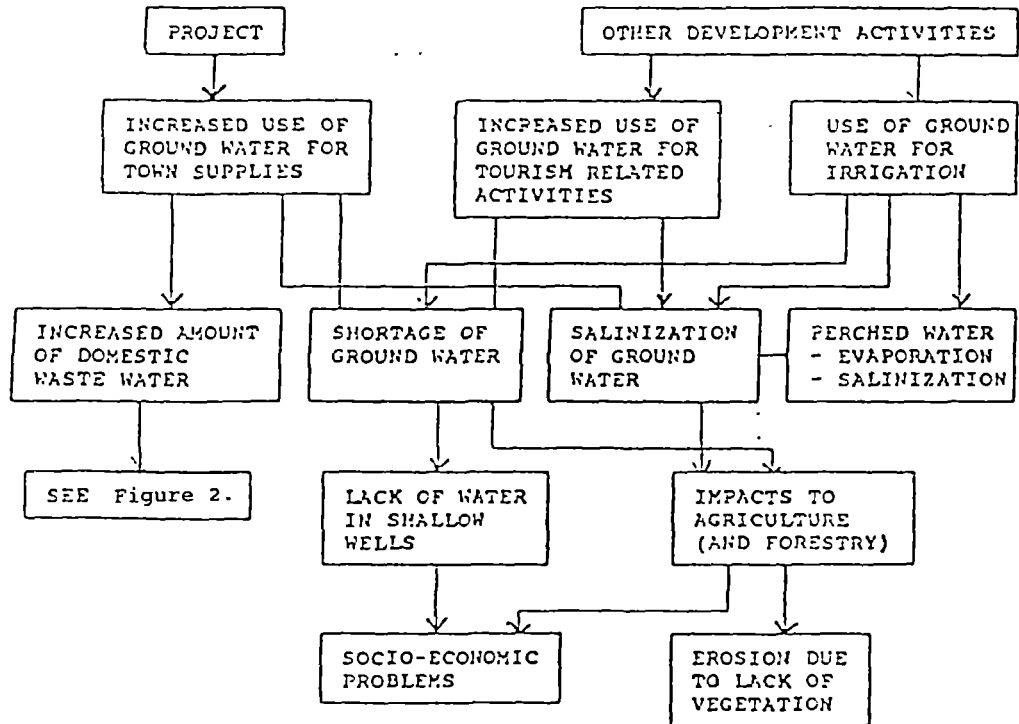 PROJECT
OTHER DEVELOPMENT ACTIVITIES
INCREASED USE OF
GROUND WATER FOR
TOWN SUPPLIES
INCREASED USE OF
GROUND WATER FOR
TOURISM RELATED
ACTIVITIES
USE OF GROUND
WATER FOR
IRRIGATION
INCREASED AMOUNT
OF DOMESTIC
WASTE WATER
SHORTAGE OF
GROUND WATER
SALINIZATION
OF GROUND
WATER
PERCHED WATER
- EVAPORATION
- SALINIZATION
SEE Figure 2.
LACK OF WATER
IN SHALLOW
WELLS
IMPACTS TO
AGRICULTURE
(AND FORESTRY)
SOCIO-ECONOMIC
PROBLEMS
EROSION DUE
TO LACK OF
VEGETATION